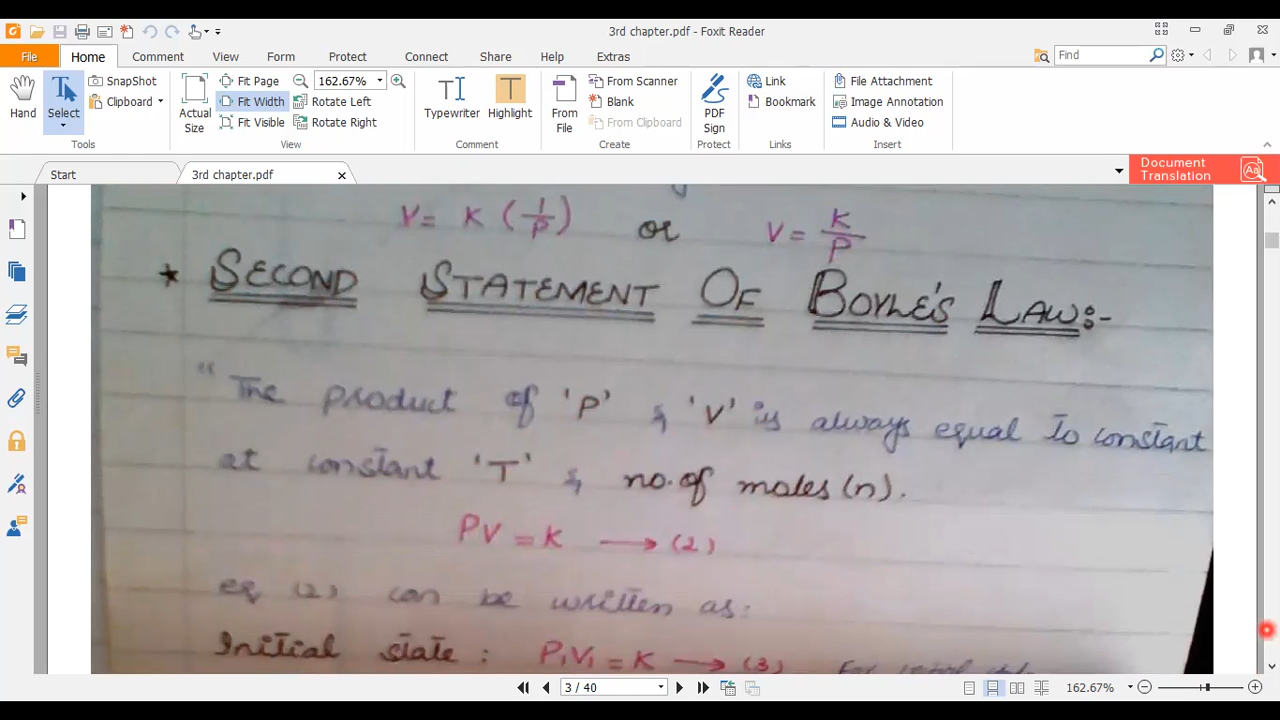 3rd chapter.pdf - Foxit Reader
File Home Comment View Form Protect Connect Share Help Extras
Find
Hand
Select
SnapShot
Clipboard
Tools
Actual Size
Fit Page
Fit Width
Fit Visible
162.67%
Rotate Left
Rotate Right
View
Typewriter
Highlight
Comment
From File
From Scanner
Blank
From Clipboard
Create
PDF Sign
Protect
Link
Bookmark
Links
File Attachment
Image Annotation
Audio & Video
Insert
Start
3rd chapter.pdf
Document Translation
V = K (1/P) or V = K/P
* SECOND STATEMENT OF BOYLE'S LAW:-
"The product of 'P' & 'V' is always equal to constant
at constant 'T' & no. of moles (n).
PV = K ⟶ (2)
eq (2) can be written as:
Initial state : P₁V₁ = K ⟶ (3)
3 / 40
162.67%